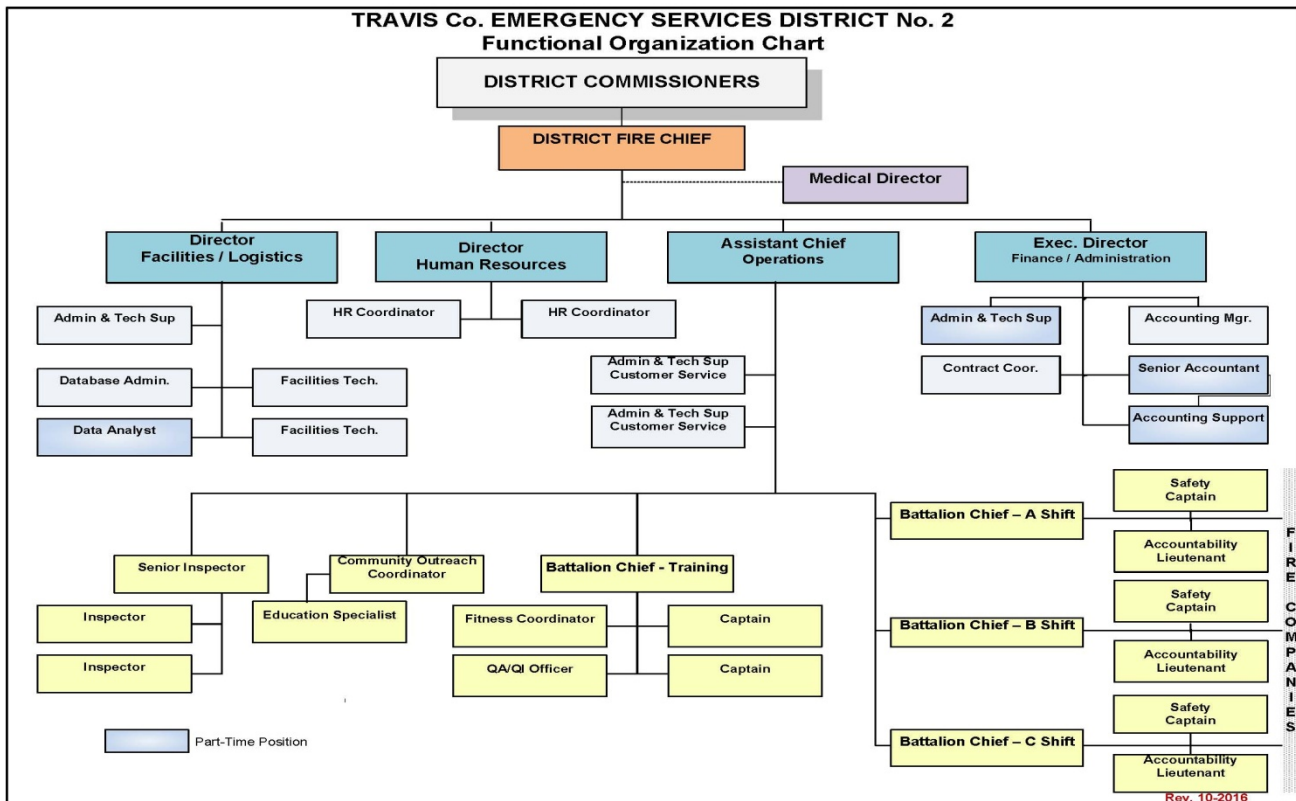 TRAVIS Co. EMERGENCY SERVICES DISTRICT No. 2
Functional Organization Chart
DISTRICT COMMISSIONERS
DISTRICT FIRE CHIEF
Medical Director
Director
Facilities / Logistics
Director
Human Resources
Assistant Chief
Operations
Exec. Director
Finance / Administration
Admin & Tech Sup
HR Coordinator
HR Coordinator
Admin & Tech Sup
Accounting Mgr.
Database Admin.
Facilities Tech.
Admin & Tech Sup
Customer Service
Contract Coor.
Senior Accountant
Data Analyst
Facilities Tech.
Admin & Tech Sup
Customer Service
Accounting Support
Senior Inspector
Community Outreach
Coordinator
Battalion Chief - Training
Inspector
Education Specialist
Fitness Coordinator
Captain
Inspector
QA/QI Officer
Captain
Battalion Chief – A Shift
Safety
Captain
Accountability
Lieutenant
Battalion Chief – B Shift
Safety
Captain
Accountability
Lieutenant
Battalion Chief – C Shift
Safety
Captain
Accountability
Lieutenant
FIRE COMPANIES
Part-Time Position
Rev. 10-2016